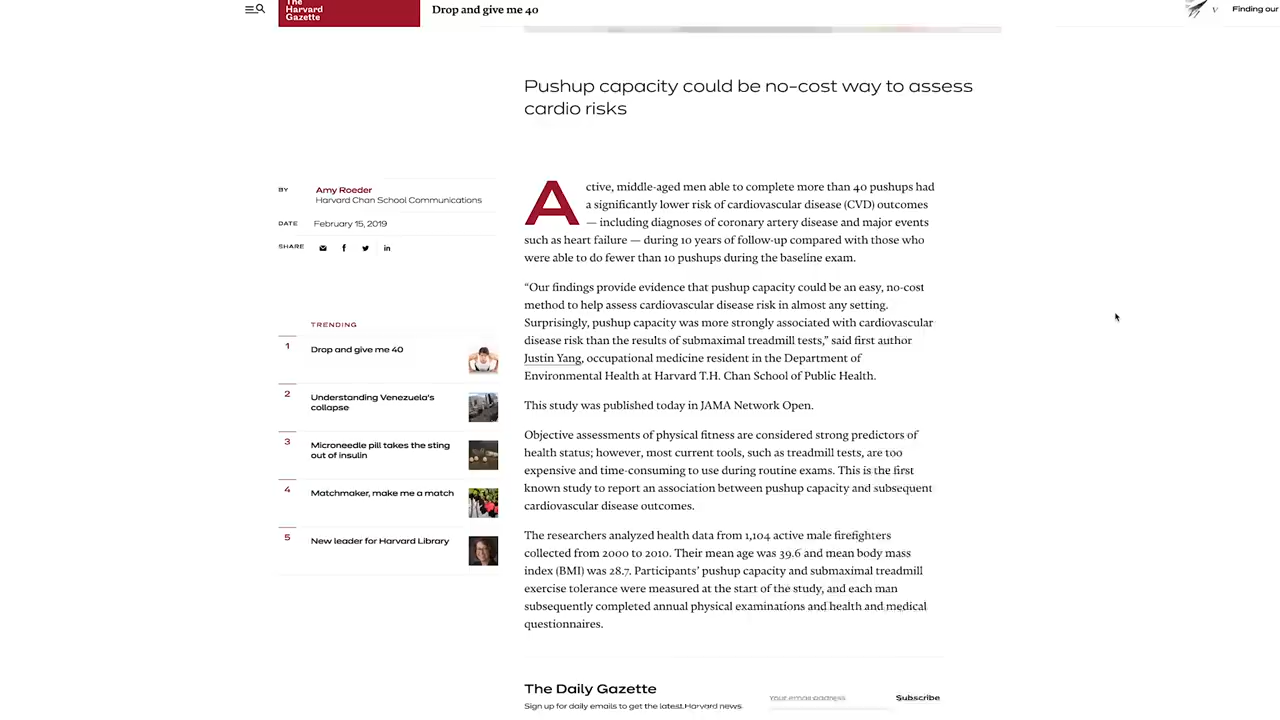 The
Harvard
Gazette
Drop and give me 40
Finding our
Pushup capacity could be no-cost way to assess
cardio risks
BY
Amy Roeder
Harvard Chan School Communications
DATE
February 15, 2019
SHARE
TRENDING
1
Drop and give me 40
2
Understanding Venezuela's
collapse
3
Microneedle pill takes the sting
out of insulin
4
Matchmaker, make me a match
5
New leader for Harvard Library
Active, middle-aged men able to complete more than 40 pushups had
a significantly lower risk of cardiovascular disease (CVD) outcomes
— including diagnoses of coronary artery disease and major events
such as heart failure — during 10 years of follow-up compared with those who
were able to do fewer than 10 pushups during the baseline exam.
“Our findings provide evidence that pushup capacity could be an easy, no-cost
method to help assess cardiovascular disease risk in almost any setting.
Surprisingly, pushup capacity was more strongly associated with cardiovascular
disease risk than the results of submaximal treadmill tests,” said first author
Justin Yang, occupational medicine resident in the Department of
Environmental Health at Harvard T.H. Chan School of Public Health.
This study was published today in JAMA Network Open.
Objective assessments of physical fitness are considered strong predictors of
health status; however, most current tools, such as treadmill tests, are too
expensive and time-consuming to use during routine exams. This is the first
known study to report an association between pushup capacity and subsequent
cardiovascular disease outcomes.
The researchers analyzed health data from 1,104 active male firefighters
collected from 2000 to 2010. Their mean age was 39.6 and mean body mass
index (BMI) was 28.7. Participants’ pushup capacity and submaximal treadmill
exercise tolerance were measured at the start of the study, and each man
subsequently completed annual physical examinations and health and medical
questionnaires.
The Daily Gazette
Sign up for daily emails to get the latest Harvard news.
Your email address
Subscribe